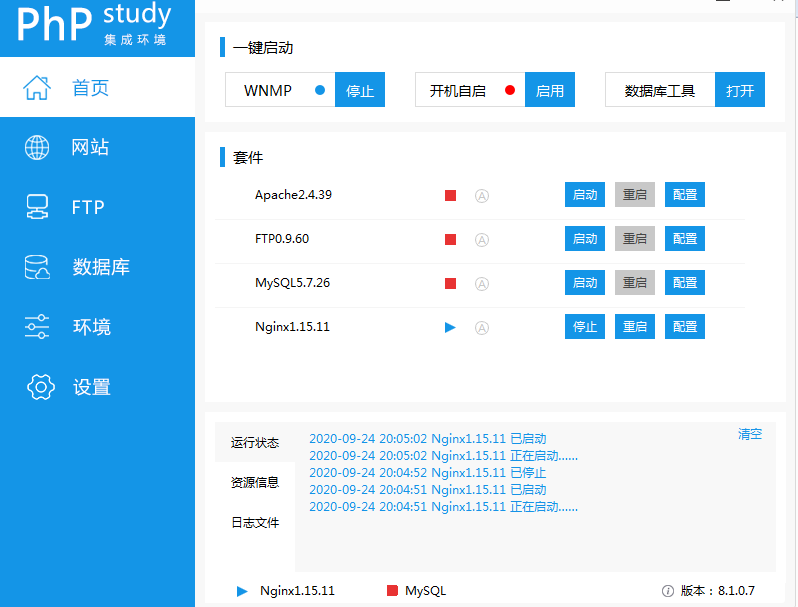 PhP study
集成环境
首页
网站
FTP
数据库
环境
设置
一键启动
WNMP 停止 开机自启 启用 数据库工具 打开
套件
Apache2.4.39 A 启动 重启 配置
FTP0.9.60 A 启动 重启 配置
MySQL5.7.26 A 启动 重启 配置
Nginx1.15.11 A 停止 重启 配置
运行状态
资源信息
日志文件
清空
2020-09-24 20:05:02 Nginx1.15.11 已启动
2020-09-24 20:05:02 Nginx1.15.11 正在启动......
2020-09-24 20:04:52 Nginx1.15.11 已停止
2020-09-24 20:04:51 Nginx1.15.11 已启动
2020-09-24 20:04:51 Nginx1.15.11 正在启动......
Nginx1.15.11 MySQL 版本：8.1.0.7